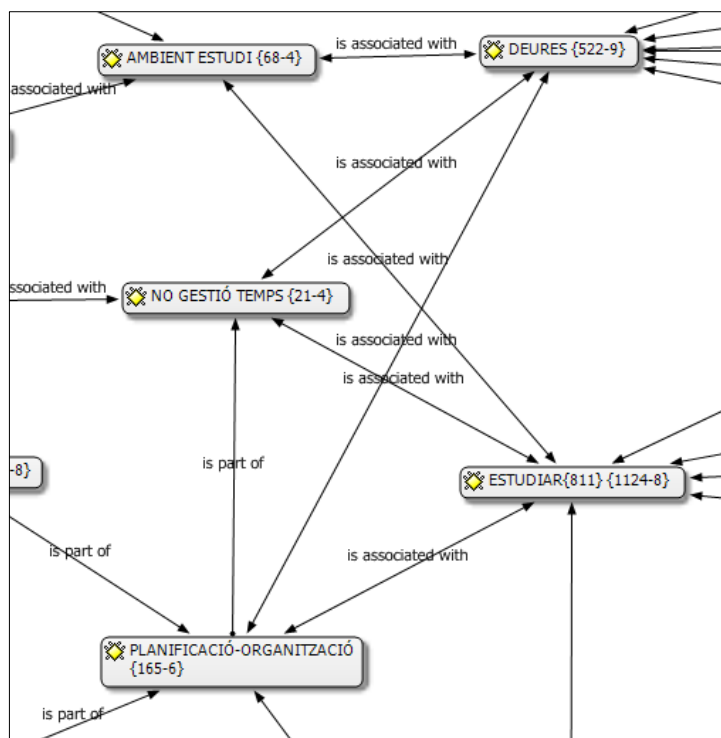 is associated with
DEURES {522-9}
AMBIENT ESTUDI {68-4}
associated with
is associated with
is associated with
associated with
NO GESTIÓ TEMPS {21-4}
is associated with
is associated with
is part of
-8}
ESTUDIAR{811} {1124-8}
is part of
is associated with
PLANIFICACIÓ-ORGANITZACIÓ
{165-6}
is part of